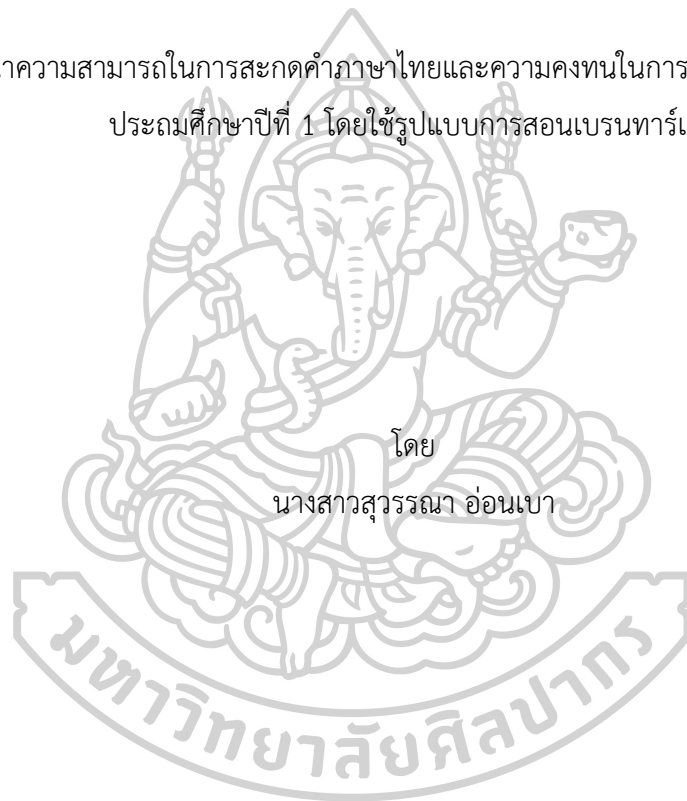 ความสามารถในการสะกดคำภาษาไทยและความคงทนในการ
ประถมศึกษาปีที่ 1 โดยใช้รูปแบบการสอนเบรนทาร์เ
โดย
นางสาวสุวรรณา อ่อนเบา
มหาวิทยาลัยศิลปากร